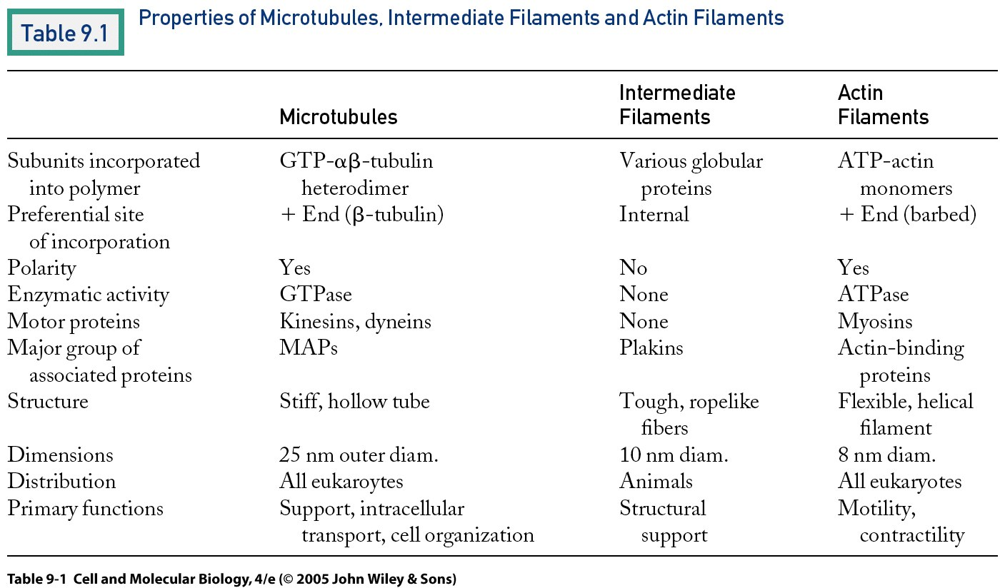 Table 9.1
Properties of Microtubules, Intermediate Filaments and Actin Filaments
Microtubules
Intermediate
Filaments
Actin
Filaments
Subunits incorporated
into polymer
GTP-αβ-tubulin
heterodimer
Various globular
proteins
ATP-actin
monomers
Preferential site
of incorporation
+ End (β-tubulin)
Internal
+ End (barbed)
Polarity
Yes
No
Yes
Enzymatic activity
GTPase
None
ATPase
Motor proteins
Kinesins, dyneins
None
Myosins
Major group of
associated proteins
MAPs
Plakins
Actin-binding
proteins
Structure
Stiff, hollow tube
Tough, ropelike
fibers
Flexible, helical
filament
Dimensions
25 nm outer diam.
10 nm diam.
8 nm diam.
Distribution
All eukaroytes
Animals
All eukaryotes
Primary functions
Support, intracellular
transport, cell organization
Structural
support
Motility,
contractility
Table 9-1 Cell and Molecular Biology, 4/e (© 2005 John Wiley & Sons)